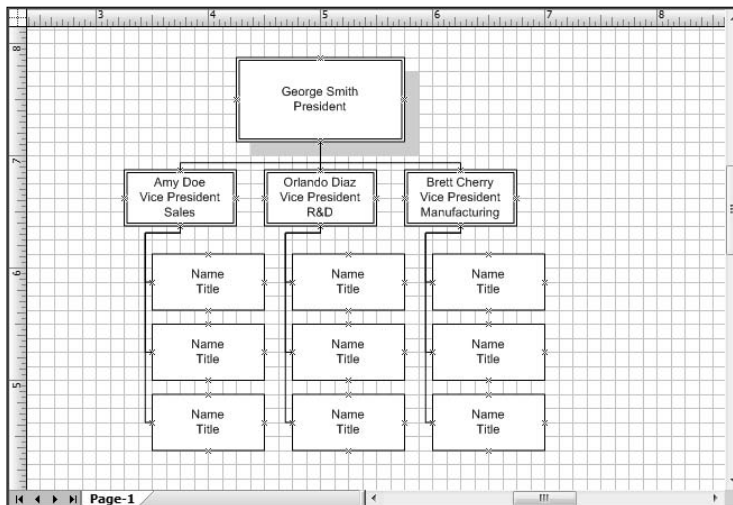 3 4 5 6 7 8
8
George Smith
President
7
Amy Doe
Vice President
Sales
Orlando Diaz
Vice President
R&D
Brett Cherry
Vice President
Manufacturing
6
Name
Title
Name
Title
Name
Title
Name
Title
Name
Title
Name
Title
5
Name
Title
Name
Title
Name
Title
Page-1